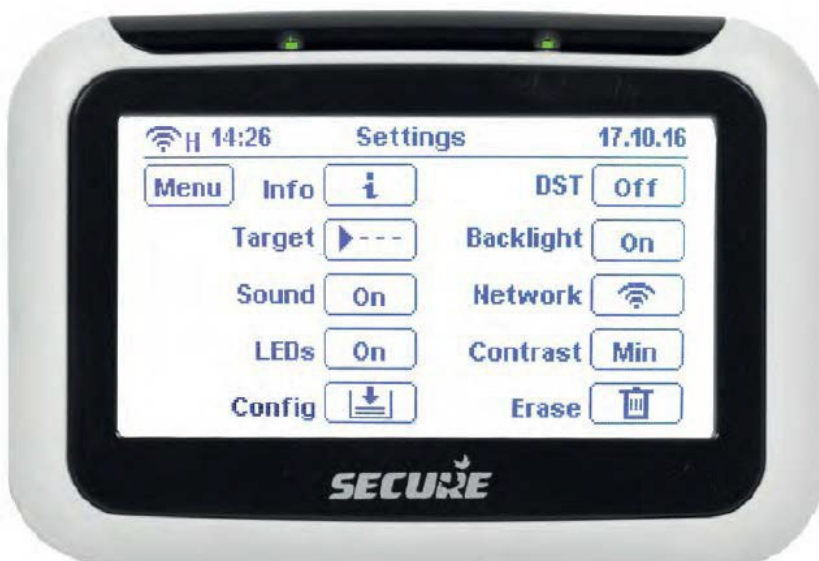 H 14:26 Settings 17.10.16
Menu Info i DST Off
Target --- Backlight On
Sound On Network
LEDs On Contrast Min
Config Erase
SECURE